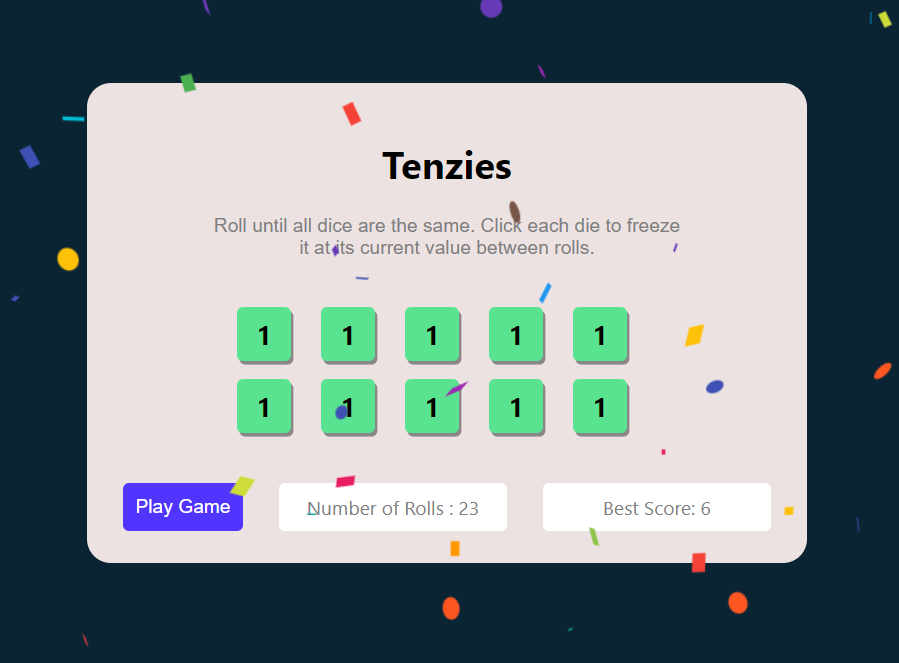 Tenzies
Roll until all dice are the same. Click each die to freeze
it at its current value between rolls.
1 1 1 1 1
1 1 1 1 1
Play Game
Number of Rolls : 23
Best Score: 6